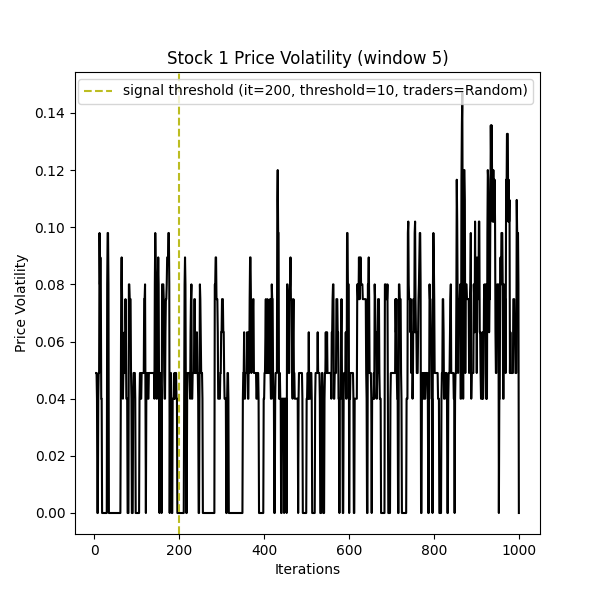 Stock 1 Price Volatility (window 5)
signal threshold (it=200, threshold=10, traders=Random)
0.14
0.12
0.10
0.08
0.06
0.04
0.02
0.00
Price Volatility
0 200 400 600 800 1000
Iterations